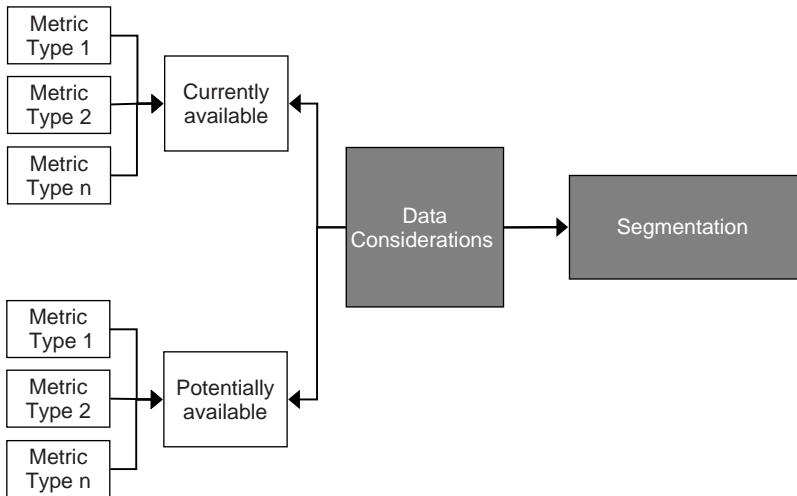 Metric
Type 1
Metric
Type 2
Metric
Type n
Currently
available
Data
Considerations
Segmentation
Metric
Type 1
Metric
Type 2
Metric
Type n
Potentially
available